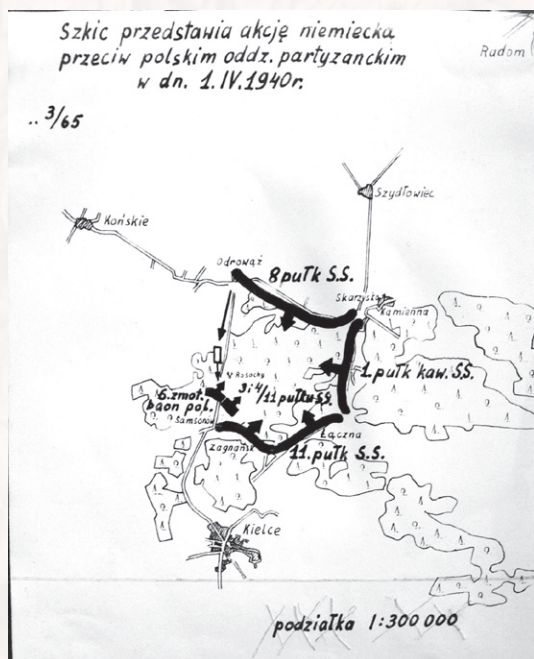 Szkic przedstawia akcję niemiecka
przeciw polskim oddz. partyzanckim
w dn. 1.IV.1940r.
Radom
.. 3/65
Szydłowiec
Końskie
Odrowąż
8 pułk S.S.
Skarżysko
Kamienna
1. pułk kaw. S.S.
3 i 4/11 pułku S.S.
6. zmot.
baon pol.
Samsonów
Łączna
Zagnańsk
11. pułk S.S.
Kielce
podziałka 1:300 000